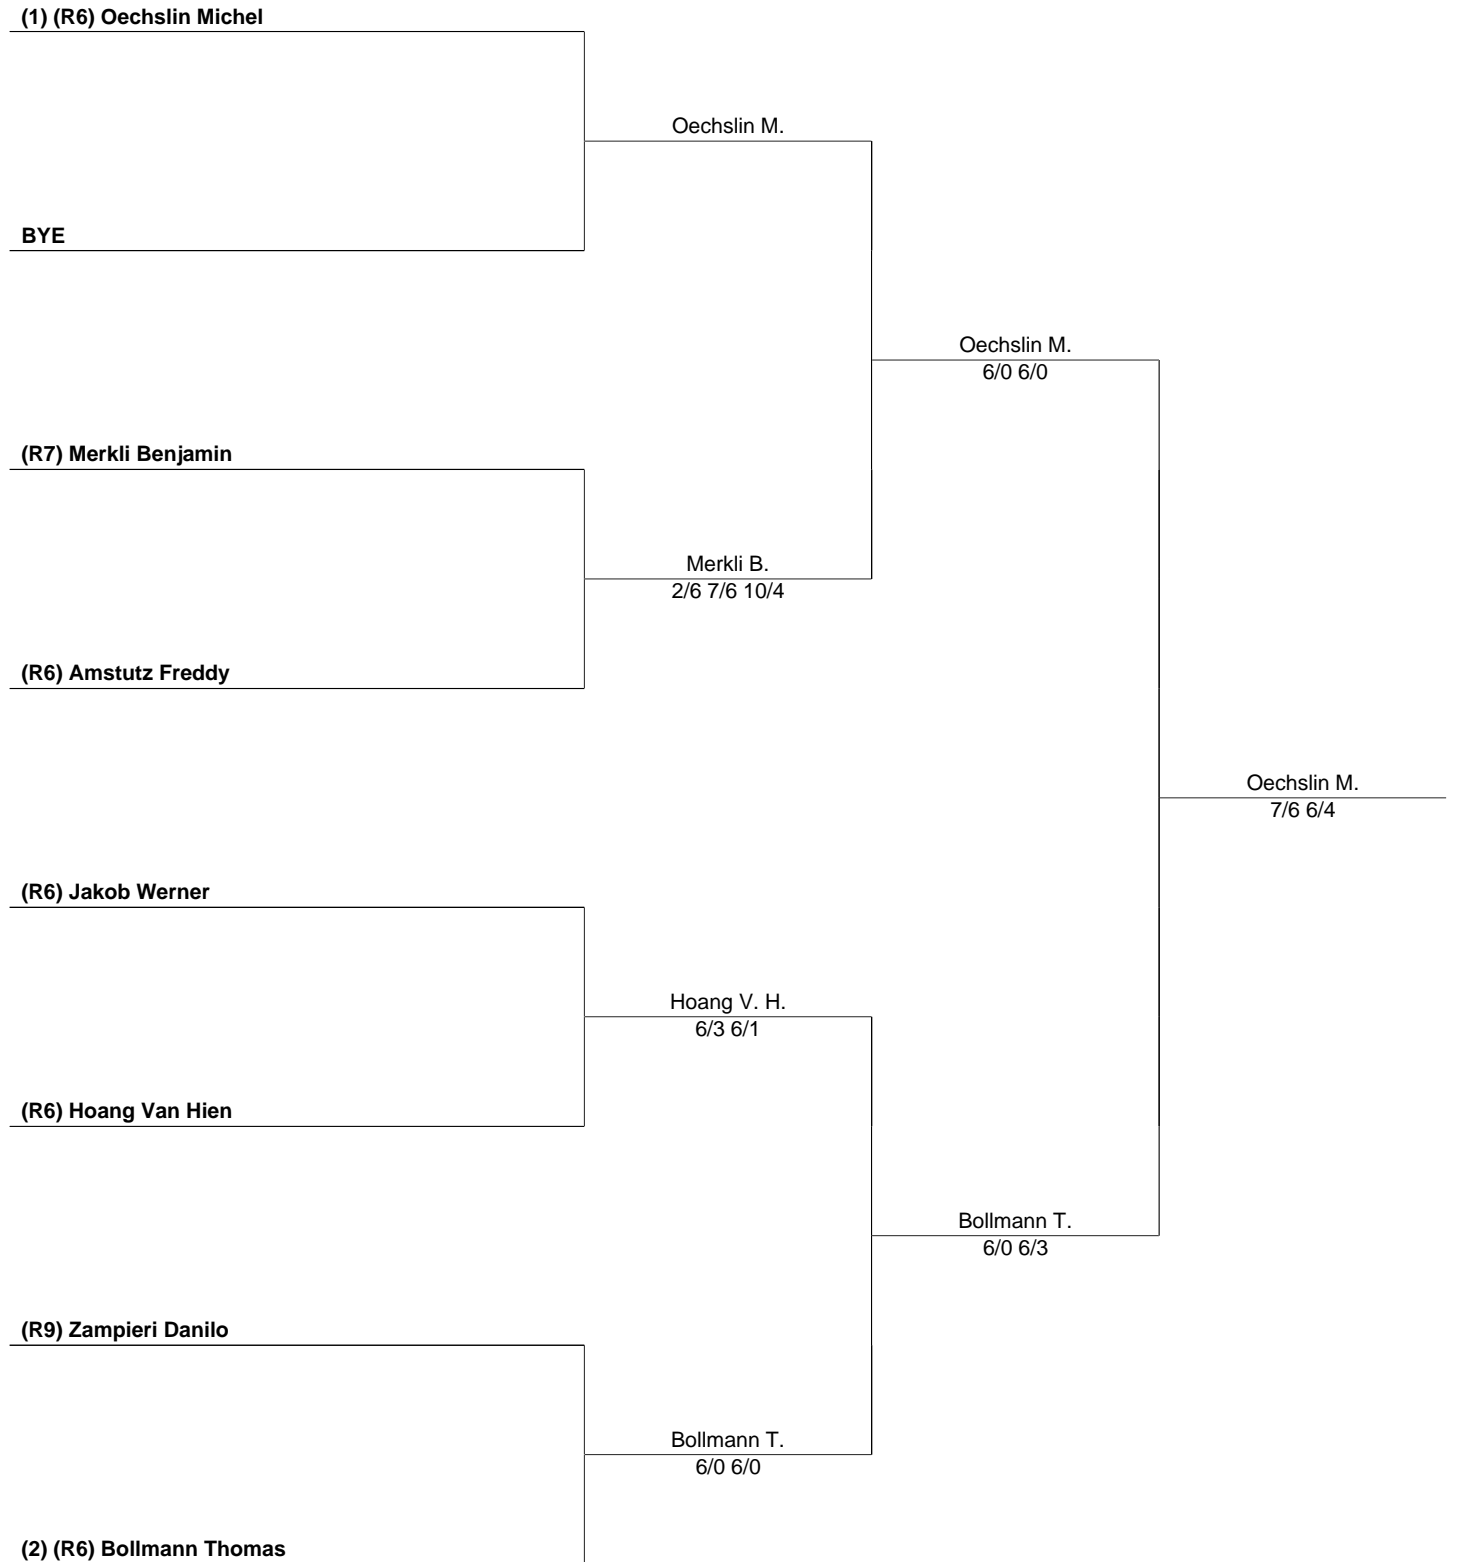 (1) (R6) Oechslin Michel
Oechslin M.
BYE
Oechslin M.
6/0 6/0
(R7) Merkli Benjamin
Merkli B.
2/6 7/6 10/4
(R6) Amstutz Freddy
Oechslin M.
7/6 6/4
(R6) Jakob Werner
Hoang V. H.
6/3 6/1
(R6) Hoang Van Hien
Bollmann T.
6/0 6/3
(R9) Zampieri Danilo
Bollmann T.
6/0 6/0
(2) (R6) Bollmann Thomas